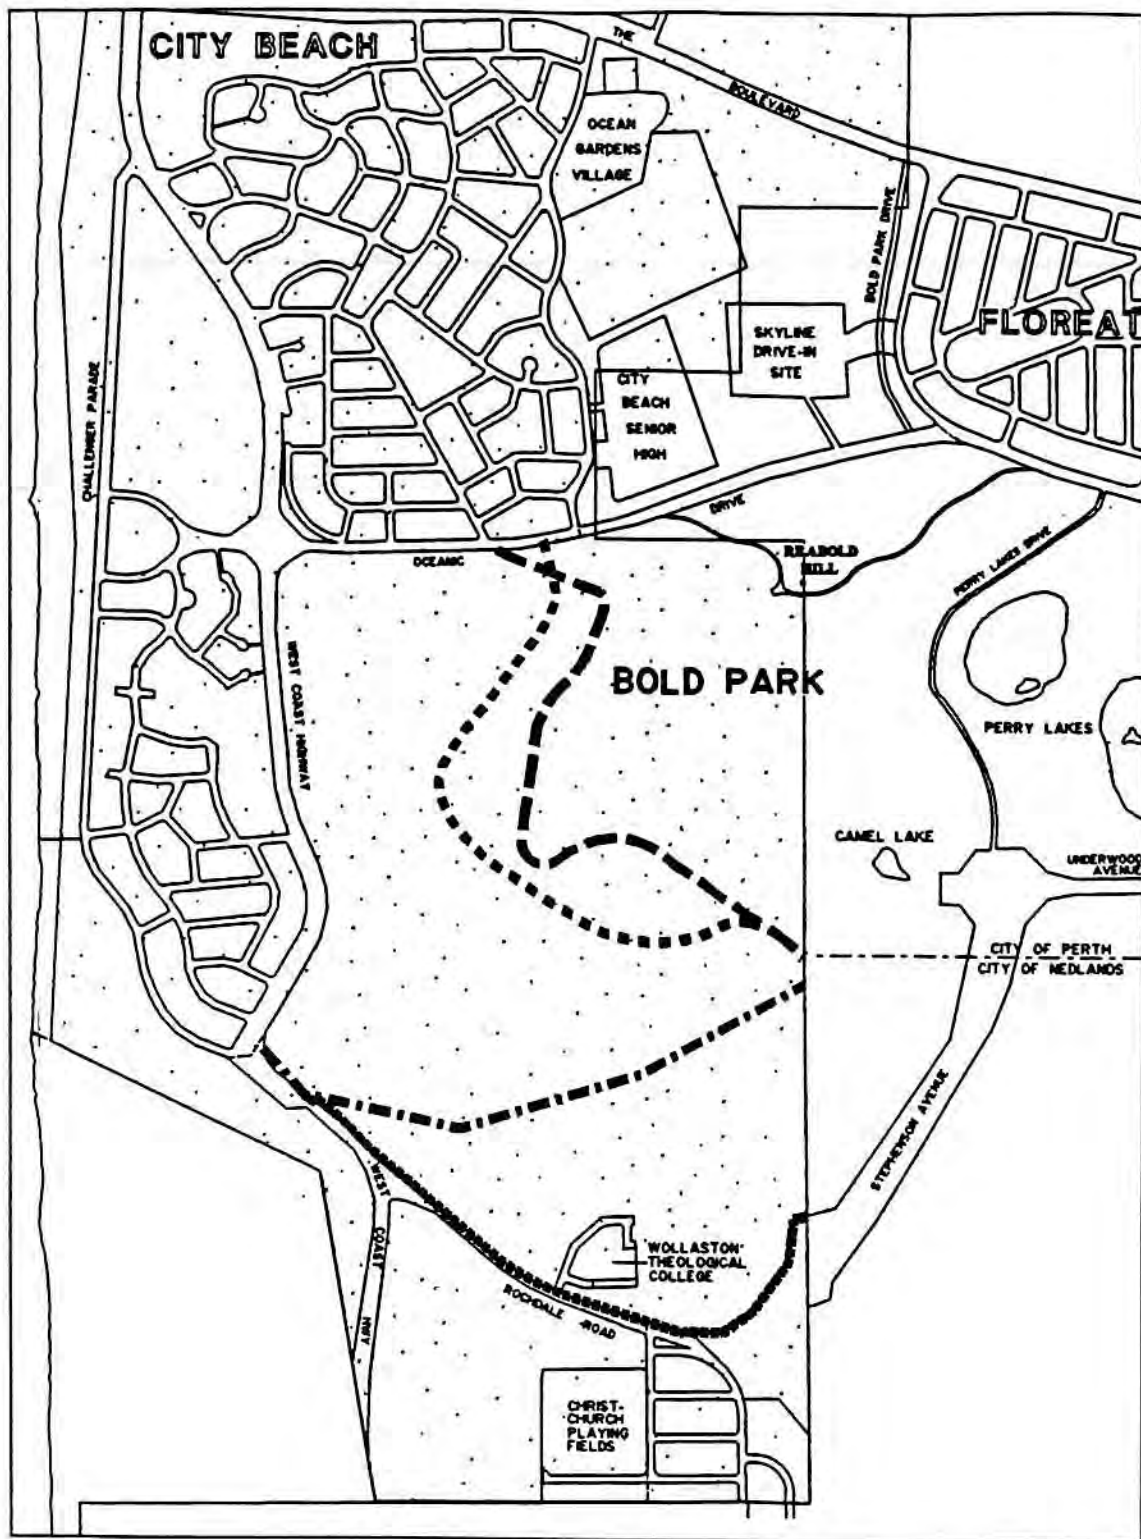 CITY BEACH
THE
BOULEVARD
OCEAN
GARDENS
VILLAGE
BOLD PARK DRIVE
FLOREAT
SKYLINE
DRIVE-IN
SITE
CITY
BEACH
SENIOR
HIGH
CHALLENGER PARADE
DRIVE
OCEANIC
REABOLD
HILL
PERRY LAKES DRIVE
WEST COAST HIGHWAY
BOLD PARK
PERRY LAKES
CAMEL LAKE
UNDERWOOD
AVENUE
CITY OF PERTH
CITY OF NEDLANDS
STEPHENSON AVENUE
WEST
COAST
HWY
WOLLASTON
THEOLOGICAL
COLLEGE
ROCHDALE ROAD
CHRIST-
CHURCH
PLAYING
FIELDS